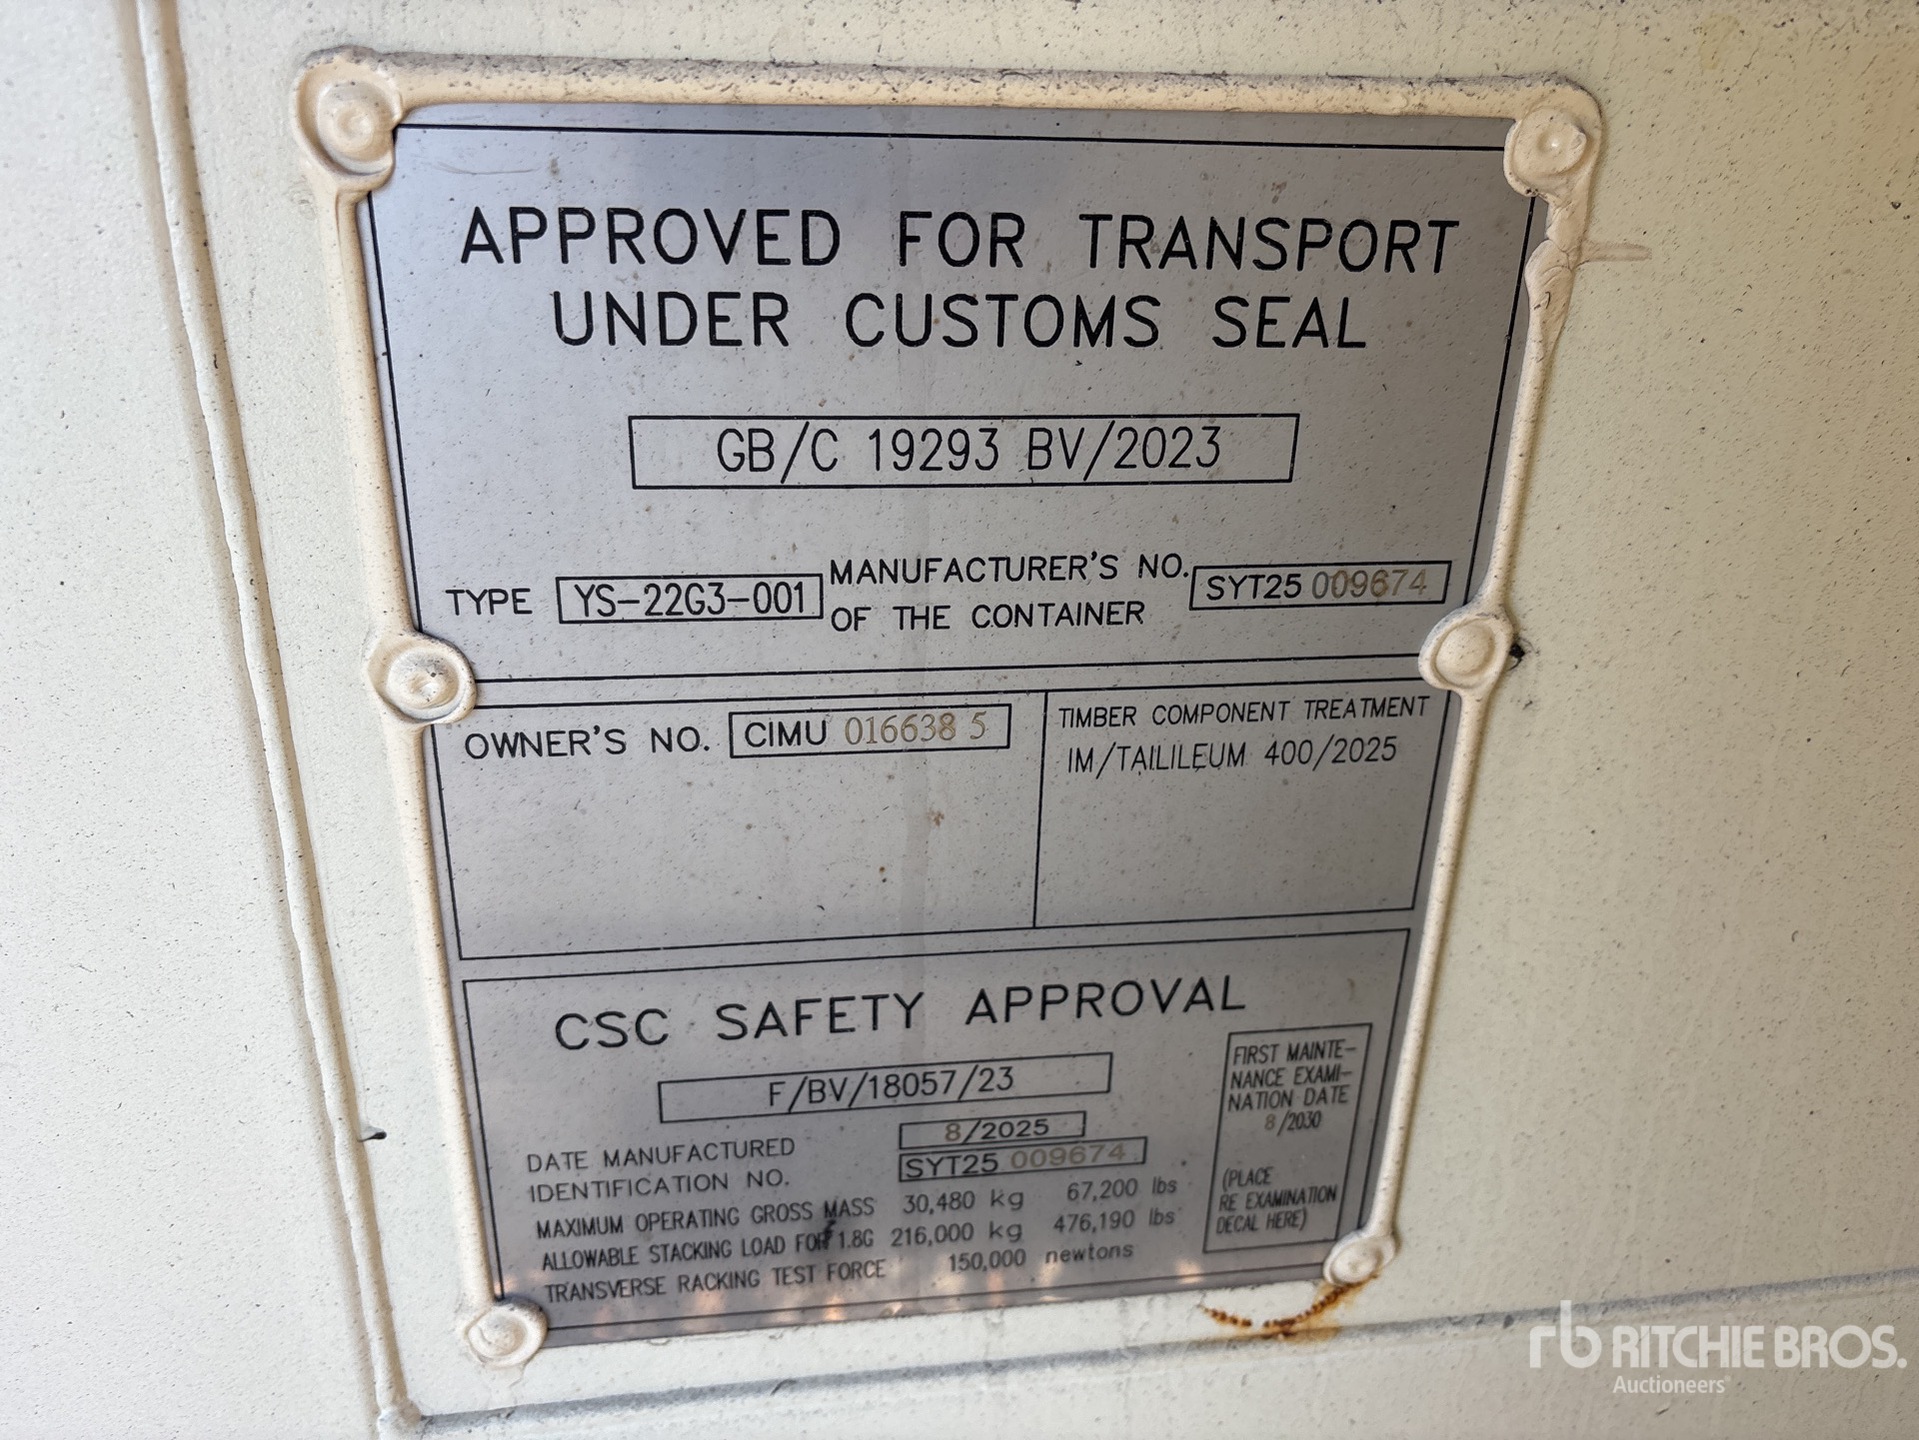 APPROVED FOR TRANSPORT
UNDER CUSTOMS SEAL
GB/C 19293 BV/2023
TYPE YS-22G3-001 MANUFACTURER'S NO. OF THE CONTAINER SYT25 009674
OWNER'S NO. CIMU 016638 5
TIMBER COMPONENT TREATMENT
IM/TAILILEUM 400/2025
CSC SAFETY APPROVAL
F/BV/18057/23
DATE MANUFACTURED 8/2025
IDENTIFICATION NO. SYT25 009674
MAXIMUM OPERATING GROSS MASS 30,480 kg 67,200 lbs
ALLOWABLE STACKING LOAD FOR 1.8G 216,000 kg 476,190 lbs
TRANSVERSE RACKING TEST FORCE 150,000 newtons
FIRST MAINTE-
NANCE EXAMI-
NATION DATE
8/2030
(PLACE
RE EXAMINATION
DECAL HERE)
rb RITCHIE BROS.
Auctioneers